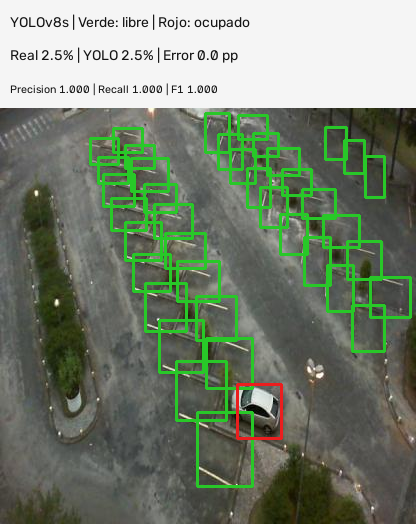 YOLOv8s | Verde: libre | Rojo: ocupado
Real 2.5% | YOLO 2.5% | Error 0.0 pp
Precision 1.000 | Recall 1.000 | F1 1.000